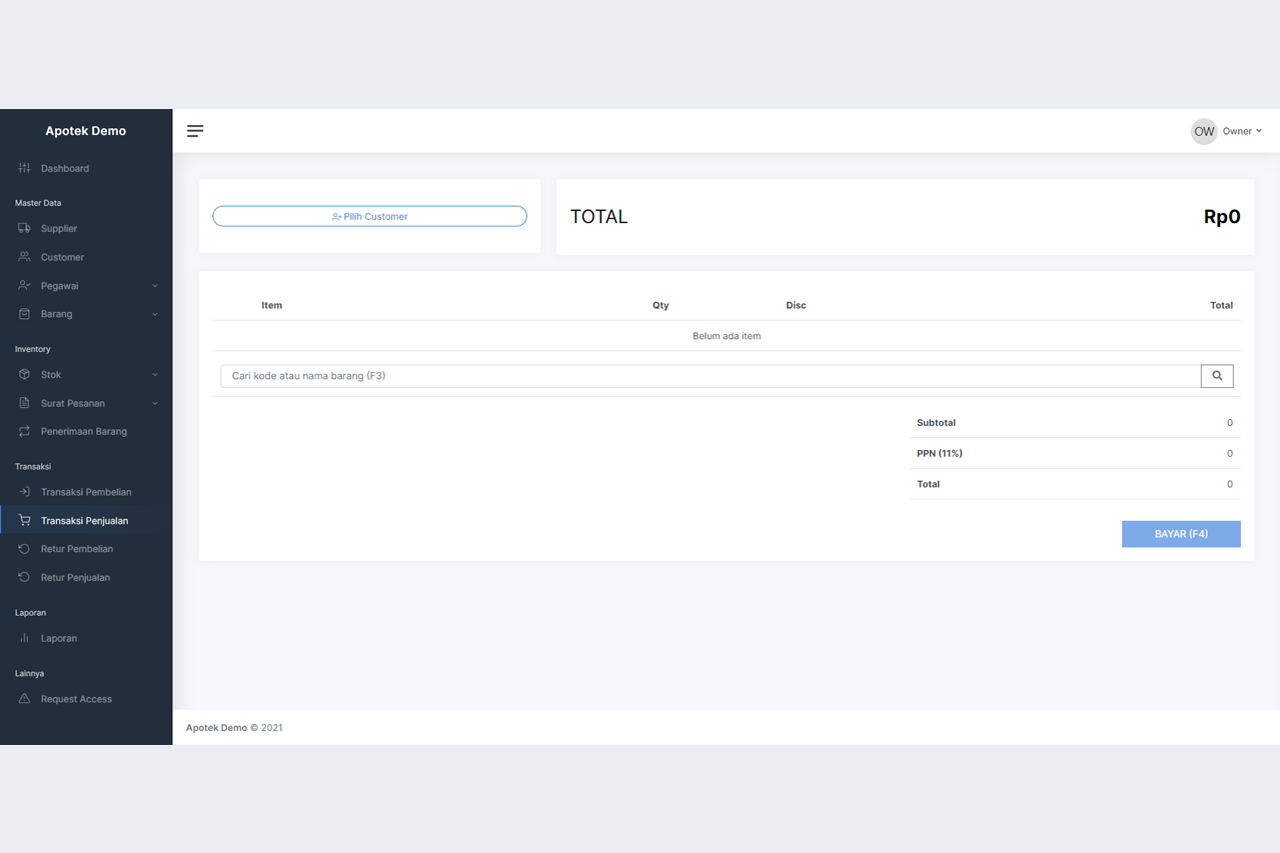 Apotek Demo
Dashboard
Master Data
Supplier
Customer
Pegawai
Barang
Inventory
Stok
Surat Pesanan
Penerimaan Barang
Transaksi
Transaksi Pembelian
Transaksi Penjualan
Retur Pembelian
Retur Penjualan
Laporan
Laporan
Lainnya
Request Access
OW Owner
Pilih Customer
TOTAL Rp0
Item Qty Disc Total
Belum ada item
Cari kode atau nama barang (F3)
Subtotal 0
PPN (11%) 0
Total 0
BAYAR (F4)
Apotek Demo © 2021